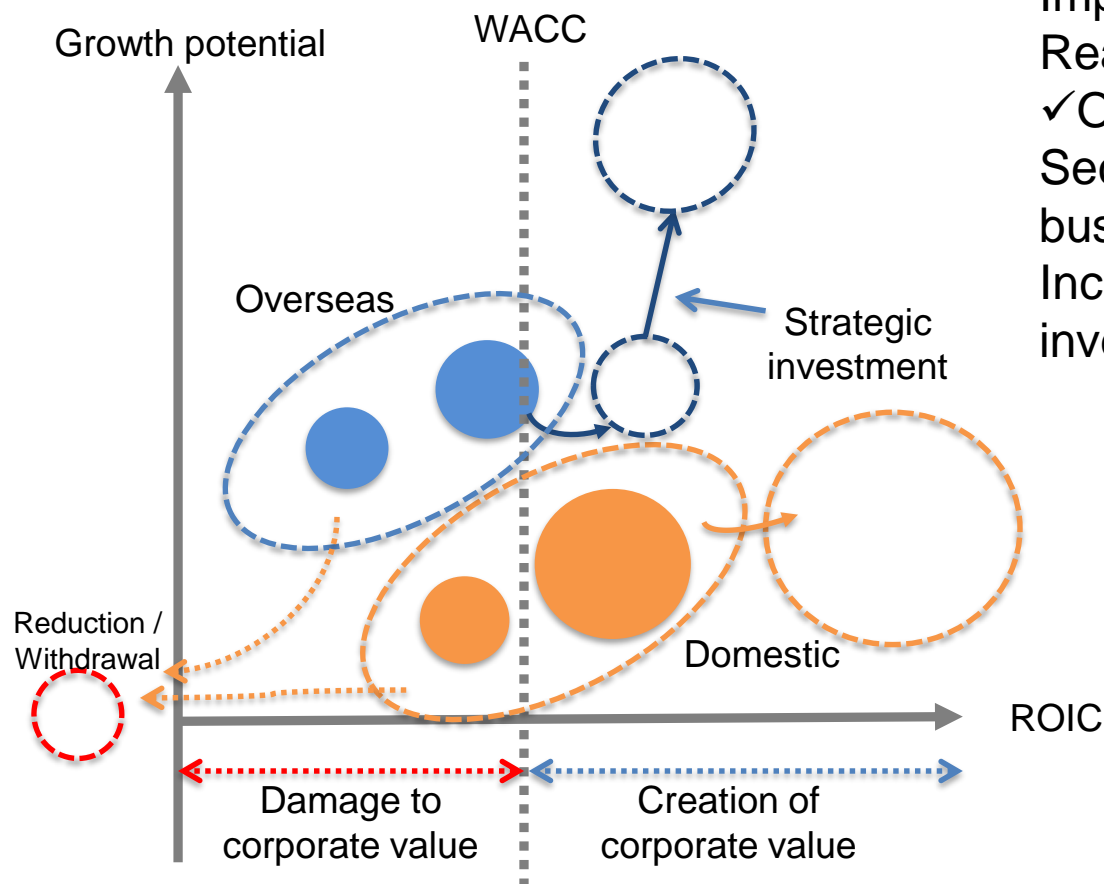 WACC
Growth potential
Overseas
Strategic
investment
Reduction /
Withdrawal
Domestic
ROIC
Damage to
corporate value
Creation of
corporate value